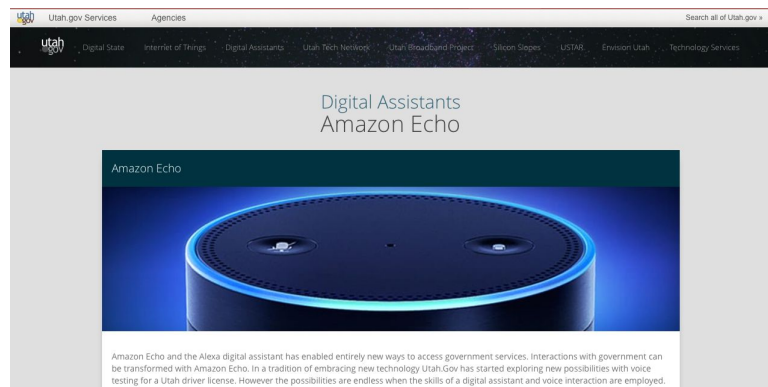 utah.gov Utah.gov Services Agencies Search all of Utah.gov »
utah.gov Digital State Internet of Things Digital Assistants Utah Tech Network Utah Broadband Project Silicon Slopes USTAR Envision Utah Technology Services
Digital Assistants
Amazon Echo
Amazon Echo
Amazon Echo and the Alexa digital assistant has enabled entirely new ways to access government services. Interactions with government can
be transformed with Amazon Echo. In a tradition of embracing new technology Utah.Gov has started exploring new possibilities with voice
testing for a Utah driver license. However the possibilities are endless when the skills of a digital assistant and voice interaction are employed.